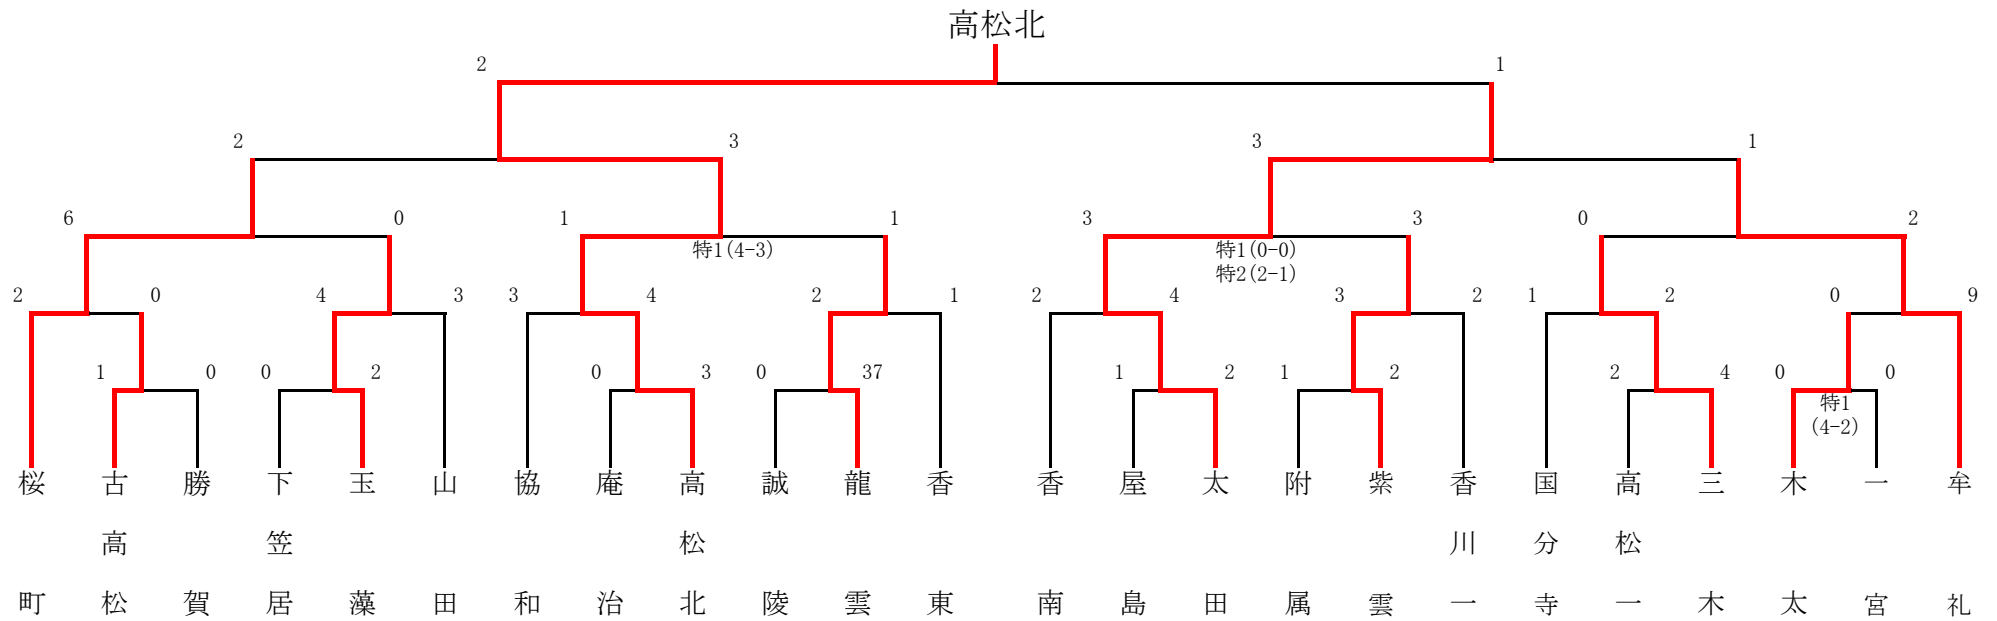 高松北
2 1
2 3 3 1
6 0 1 1 3 3 0 2
特1(4-3) 特1(0-0)
特2(2-1)
2 0 4 3 3 4 2 1 2 4 3 2 1 2 0 9
1 0 0 2 0 3 0 37 1 2 1 2 2 4 0 0
特1
(4-2)
桜町
古高松
勝賀
下笠居
玉藻
山田
協和
庵治
高松北
誠陵
龍雲
香東
香南
屋島
太田
附属
紫雲
香川一
国分寺
高松一
三木
木太
一宮
牟礼